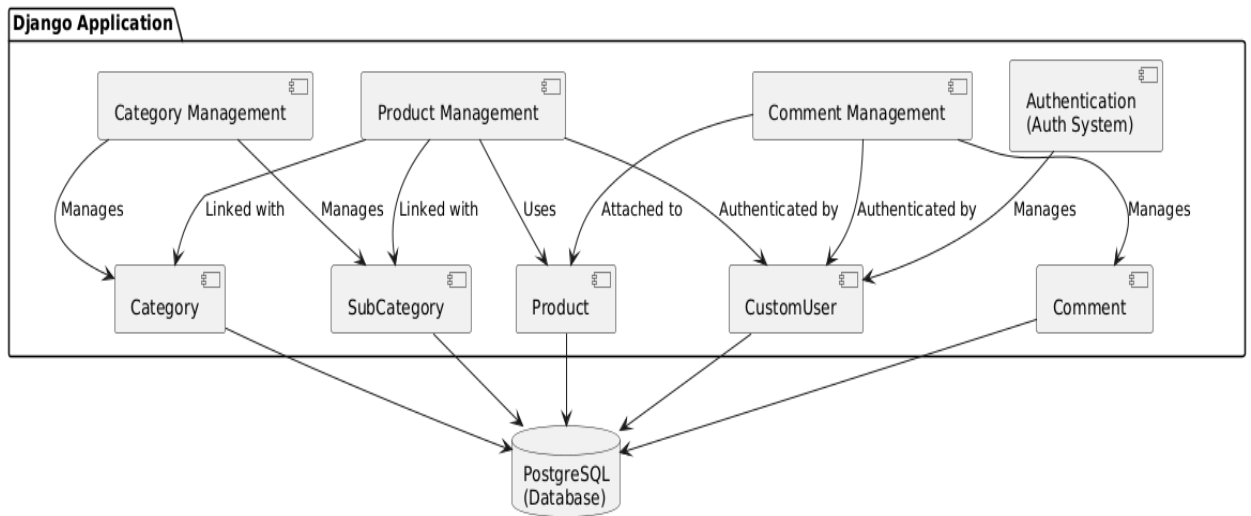 Django Application
Category Management
Product Management
Comment Management
Authentication
(Auth System)
Manages
Linked with
Manages
Linked with
Uses
Attached to
Authenticated by
Authenticated by
Manages
Manages
Category
SubCategory
Product
CustomUser
Comment
PostgreSQL
(Database)